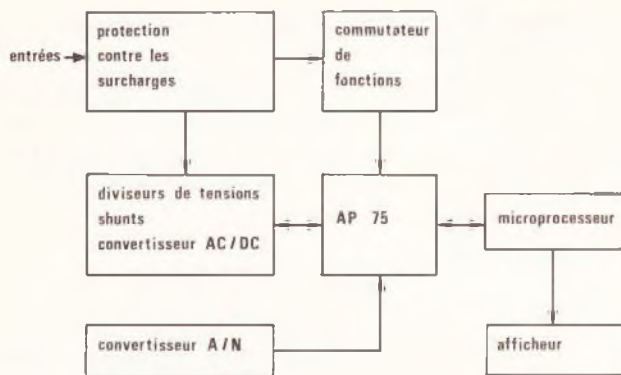 entrées
protection
contre les
surcharges
commutateur
de
fonctions
diviseurs de tensions
shunts
convertisseur AC/DC
AP 75
microprocesseur
convertisseur A/N
afficheur